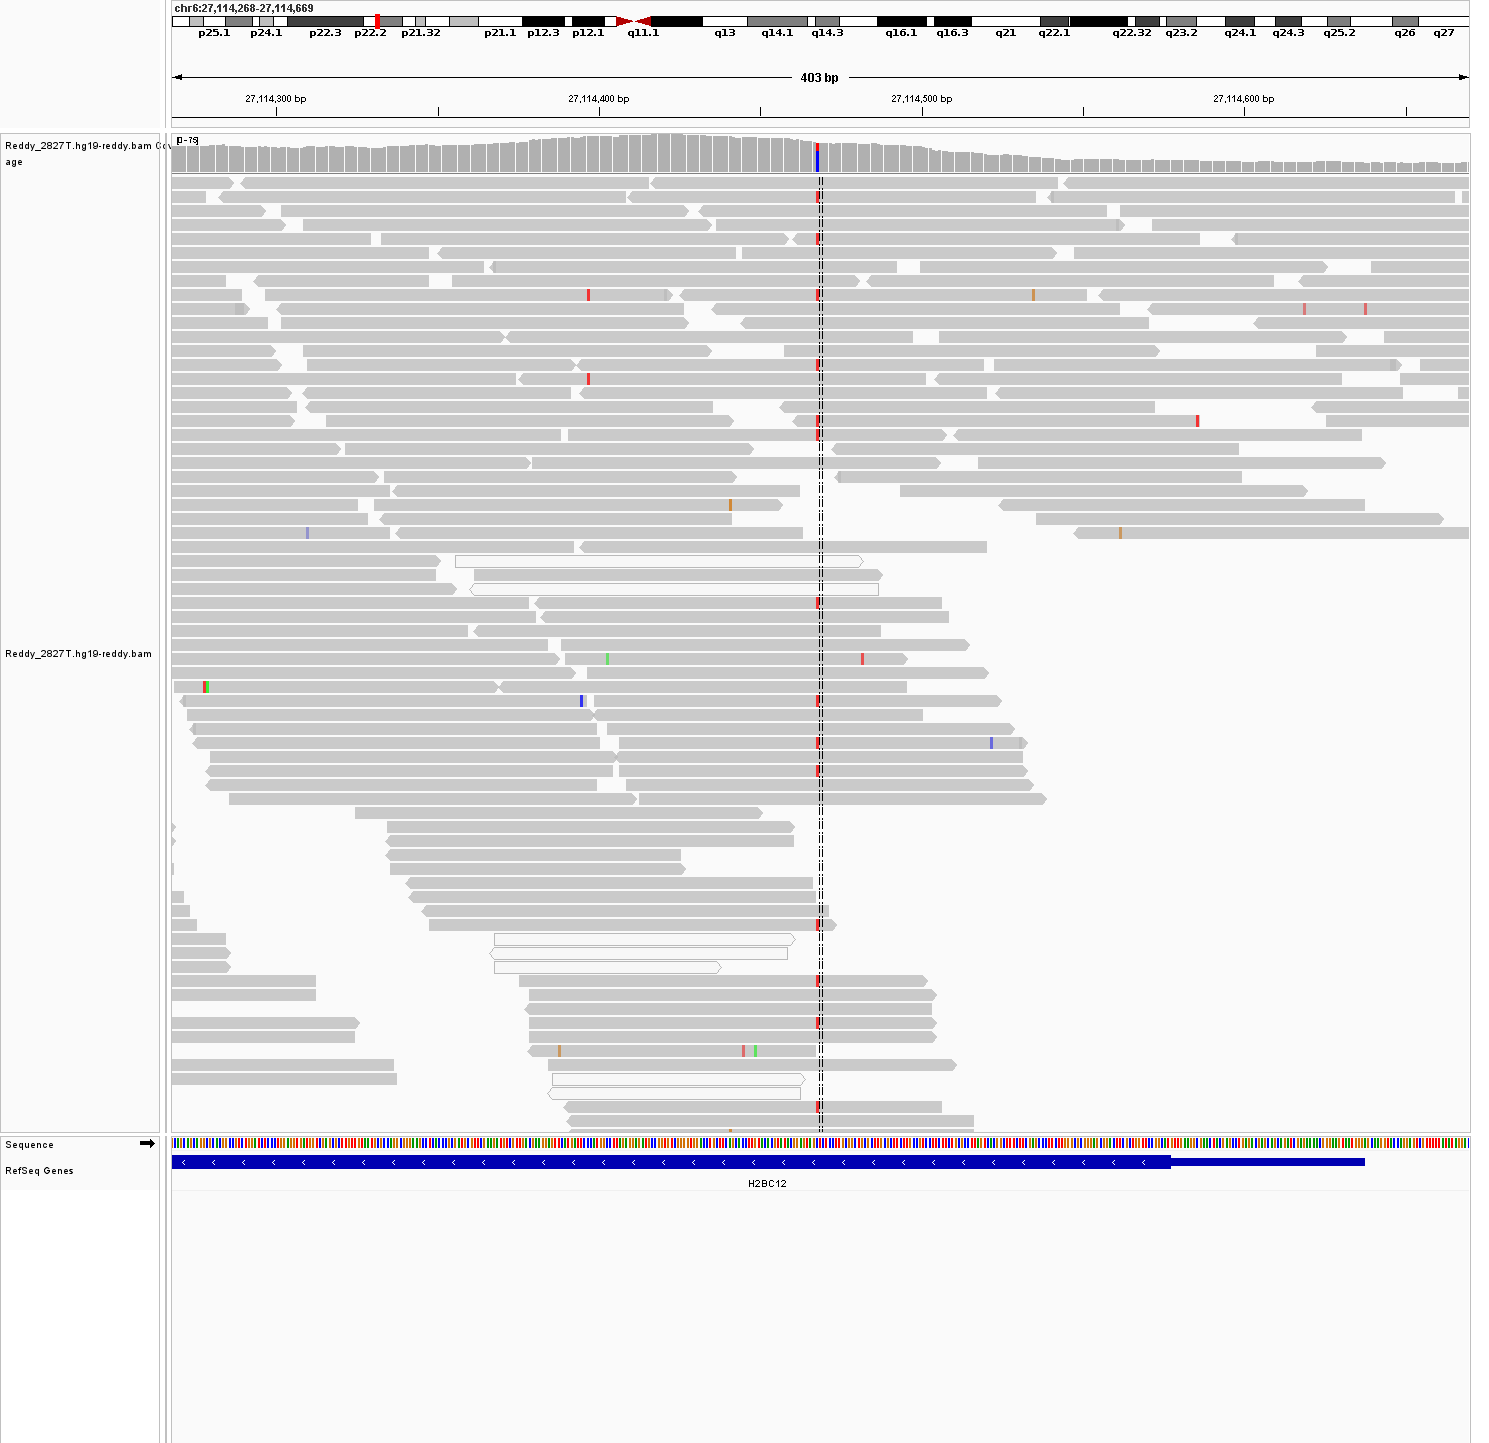 chr6:27,114,268-27,114,669
p25.1 p24.1 p22.3 p22.2 p21.32 p21.1 p12.3 p12.1 q11.1 q13 q14.1 q14.3 q16.1 q16.3 q21 q22.1 q22.32 q23.2 q24.1 q24.3 q25.2 q26 q27
403 bp
27,114,300 bp 27,114,400 bp 27,114,500 bp 27,114,600 bp
Reddy_2827T.hg19-reddy.bam Cov
age
[0-79]
Reddy_2827T.hg19-reddy.bam
Sequence
RefSeq Genes
H2BC12